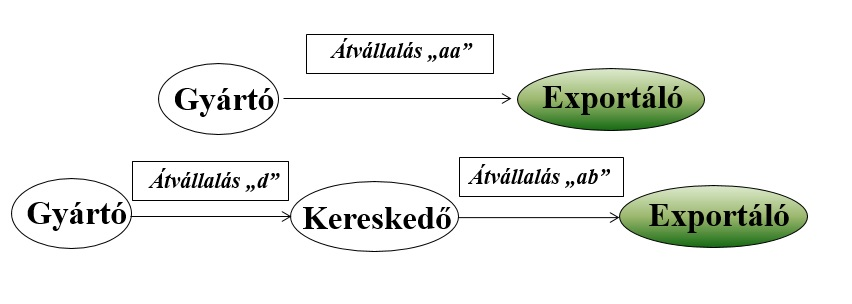 Átvállalás „aa”
Gyártó
Exportáló
Átvállalás „d”
Átvállalás „ab”
Gyártó
Kereskedő
Exportáló